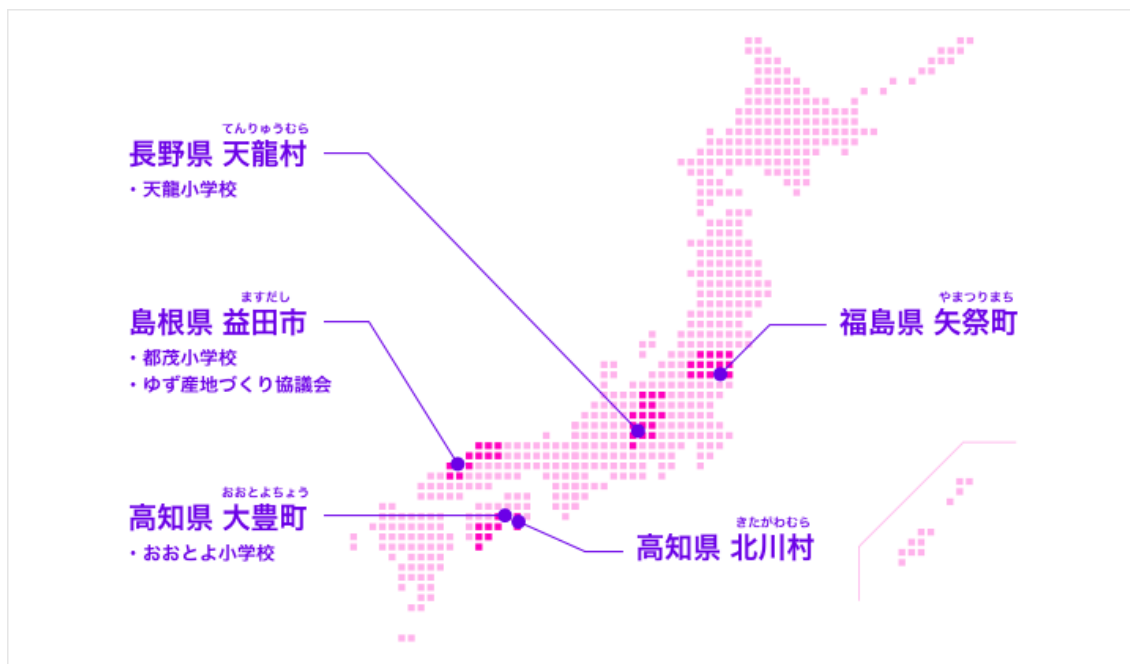 てんりゅうむら
長野県 天龍村
・天龍小学校
ますだし
島根県 益田市
・都茂小学校
・ゆず産地づくり協議会
やまつりまち
福島県 矢祭町
おおとよちょう
高知県 大豊町
・おおとよ小学校
きたがわむら
高知県 北川村